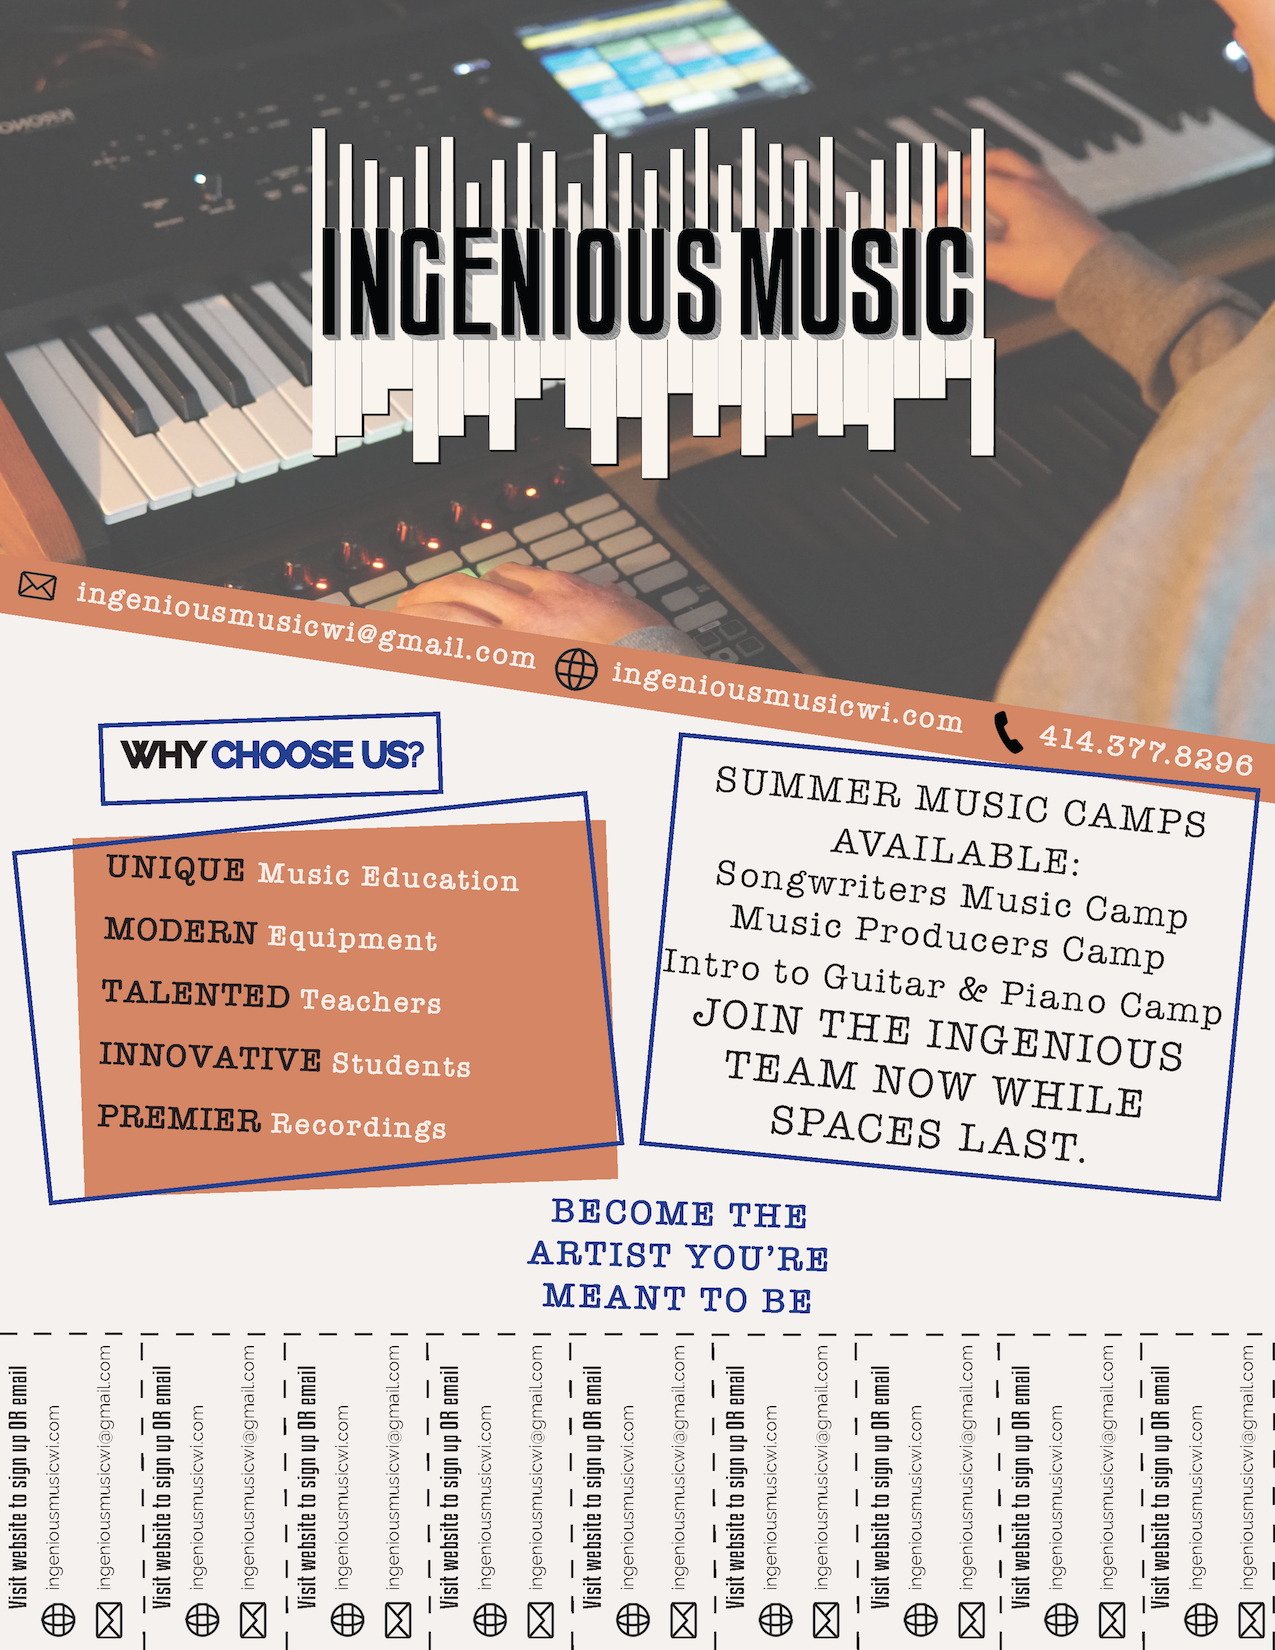 KORG
INGENIOUS MUSIC
ingeniousmusicwi@gmail.com
ingeniousmusicwi.com
414.377.8296
WHY CHOOSE US?
UNIQUE Music Education
MODERN Equipment
TALENTED Teachers
INNOVATIVE Students
PREMIER Recordings
SUMMER MUSIC CAMPS
AVAILABLE:
Songwriters Music Camp
Music Producers Camp
Intro to Guitar & Piano Camp
JOIN THE INGENIOUS
TEAM NOW WHILE
SPACES LAST.
BECOME THE
ARTIST YOU'RE
MEANT TO BE
Visit website to sign up OR email
ingeniousmusicwi.com
ingeniousmusicwi@gmail.com
Visit website to sign up OR email
ingeniousmusicwi.com
ingeniousmusicwi@gmail.com
Visit website to sign up OR email
ingeniousmusicwi.com
ingeniousmusicwi@gmail.com
Visit website to sign up OR email
ingeniousmusicwi.com
ingeniousmusicwi@gmail.com
Visit website to sign up OR email
ingeniousmusicwi.com
ingeniousmusicwi@gmail.com
Visit website to sign up OR email
ingeniousmusicwi.com
ingeniousmusicwi@gmail.com
Visit website to sign up OR email
ingeniousmusicwi.com
ingeniousmusicwi@gmail.com
Visit website to sign up OR email
ingeniousmusicwi.com
ingeniousmusicwi@gmail.com
Visit website to sign up OR email
ingeniousmusicwi.com
ingeniousmusicwi@gmail.com